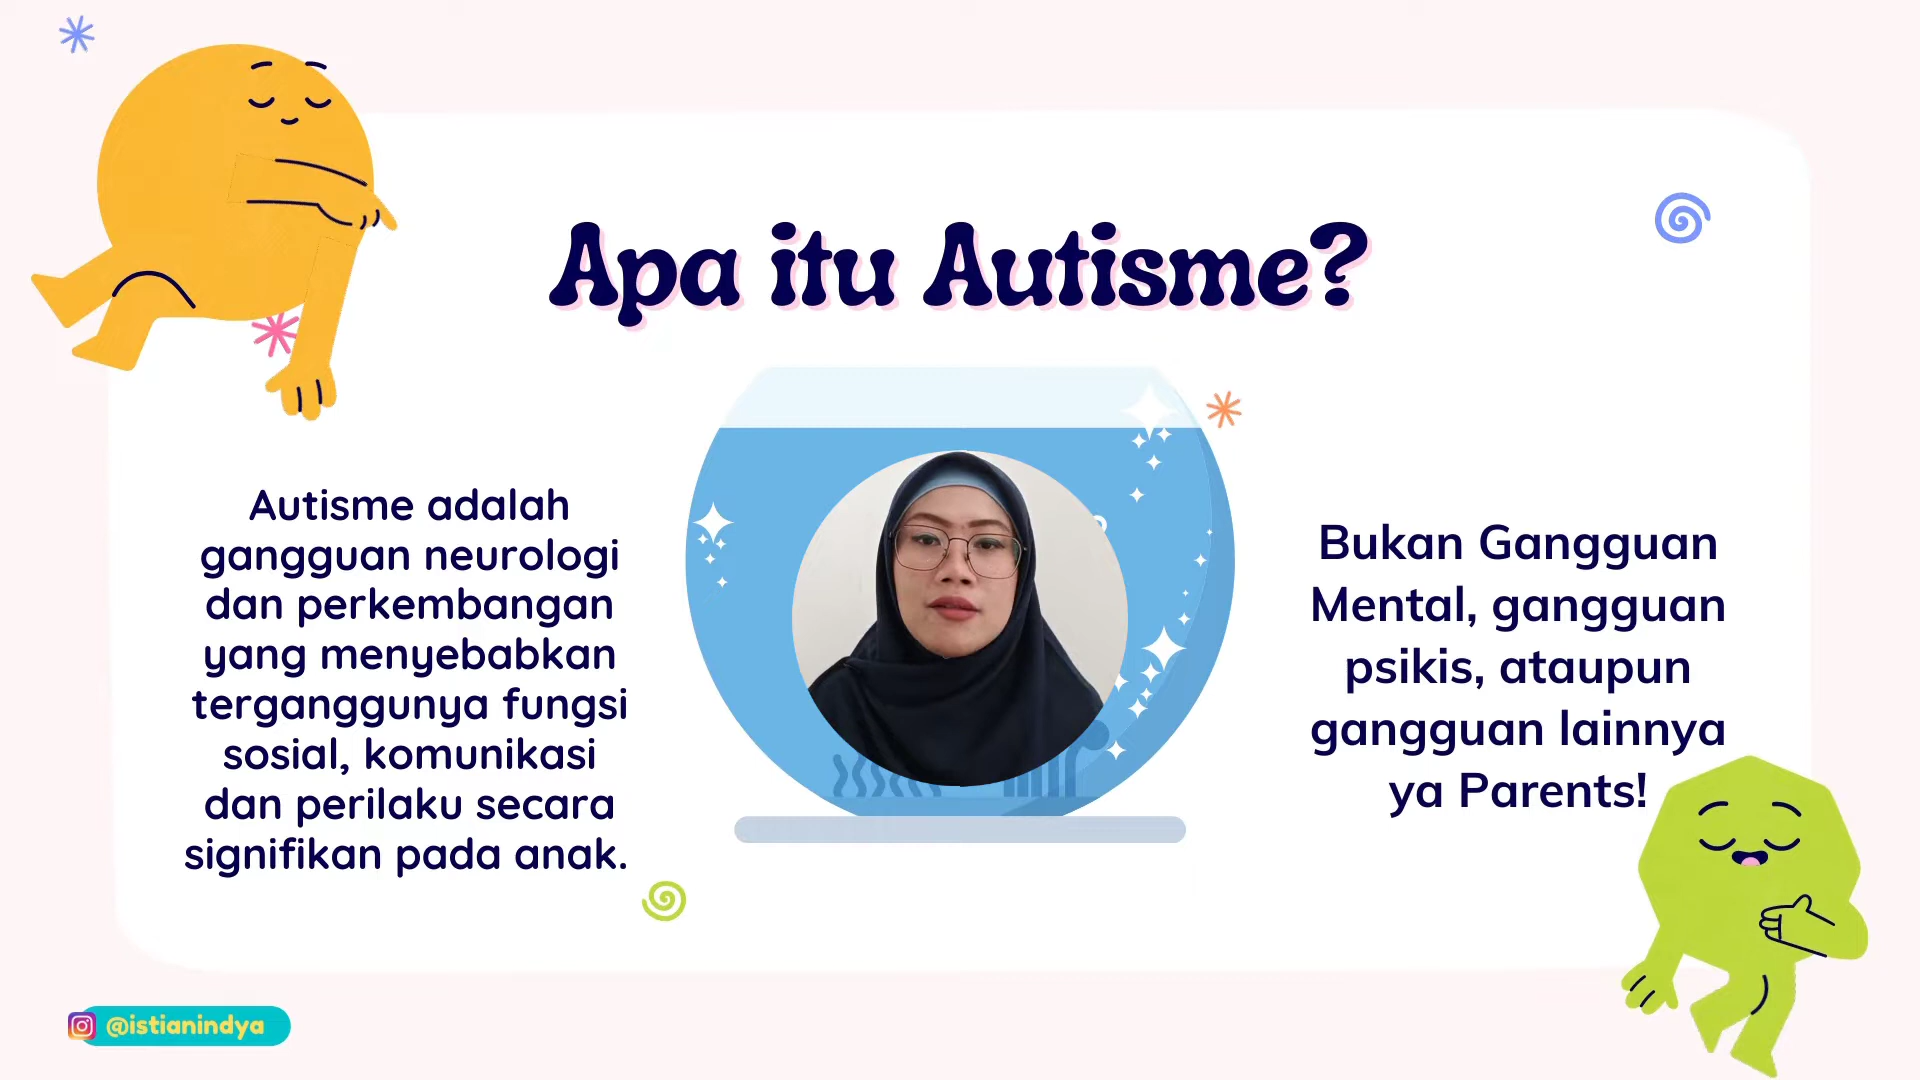 Apa itu Autisme?
Autisme adalah
gangguan neurologi
dan perkembangan
yang menyebabkan
terganggunya fungsi
sosial, komunikasi
dan perilaku secara
signifikan pada anak.
Bukan Gangguan
Mental, gangguan
psikis, ataupun
gangguan lainnya
ya Parents!
@istianindya